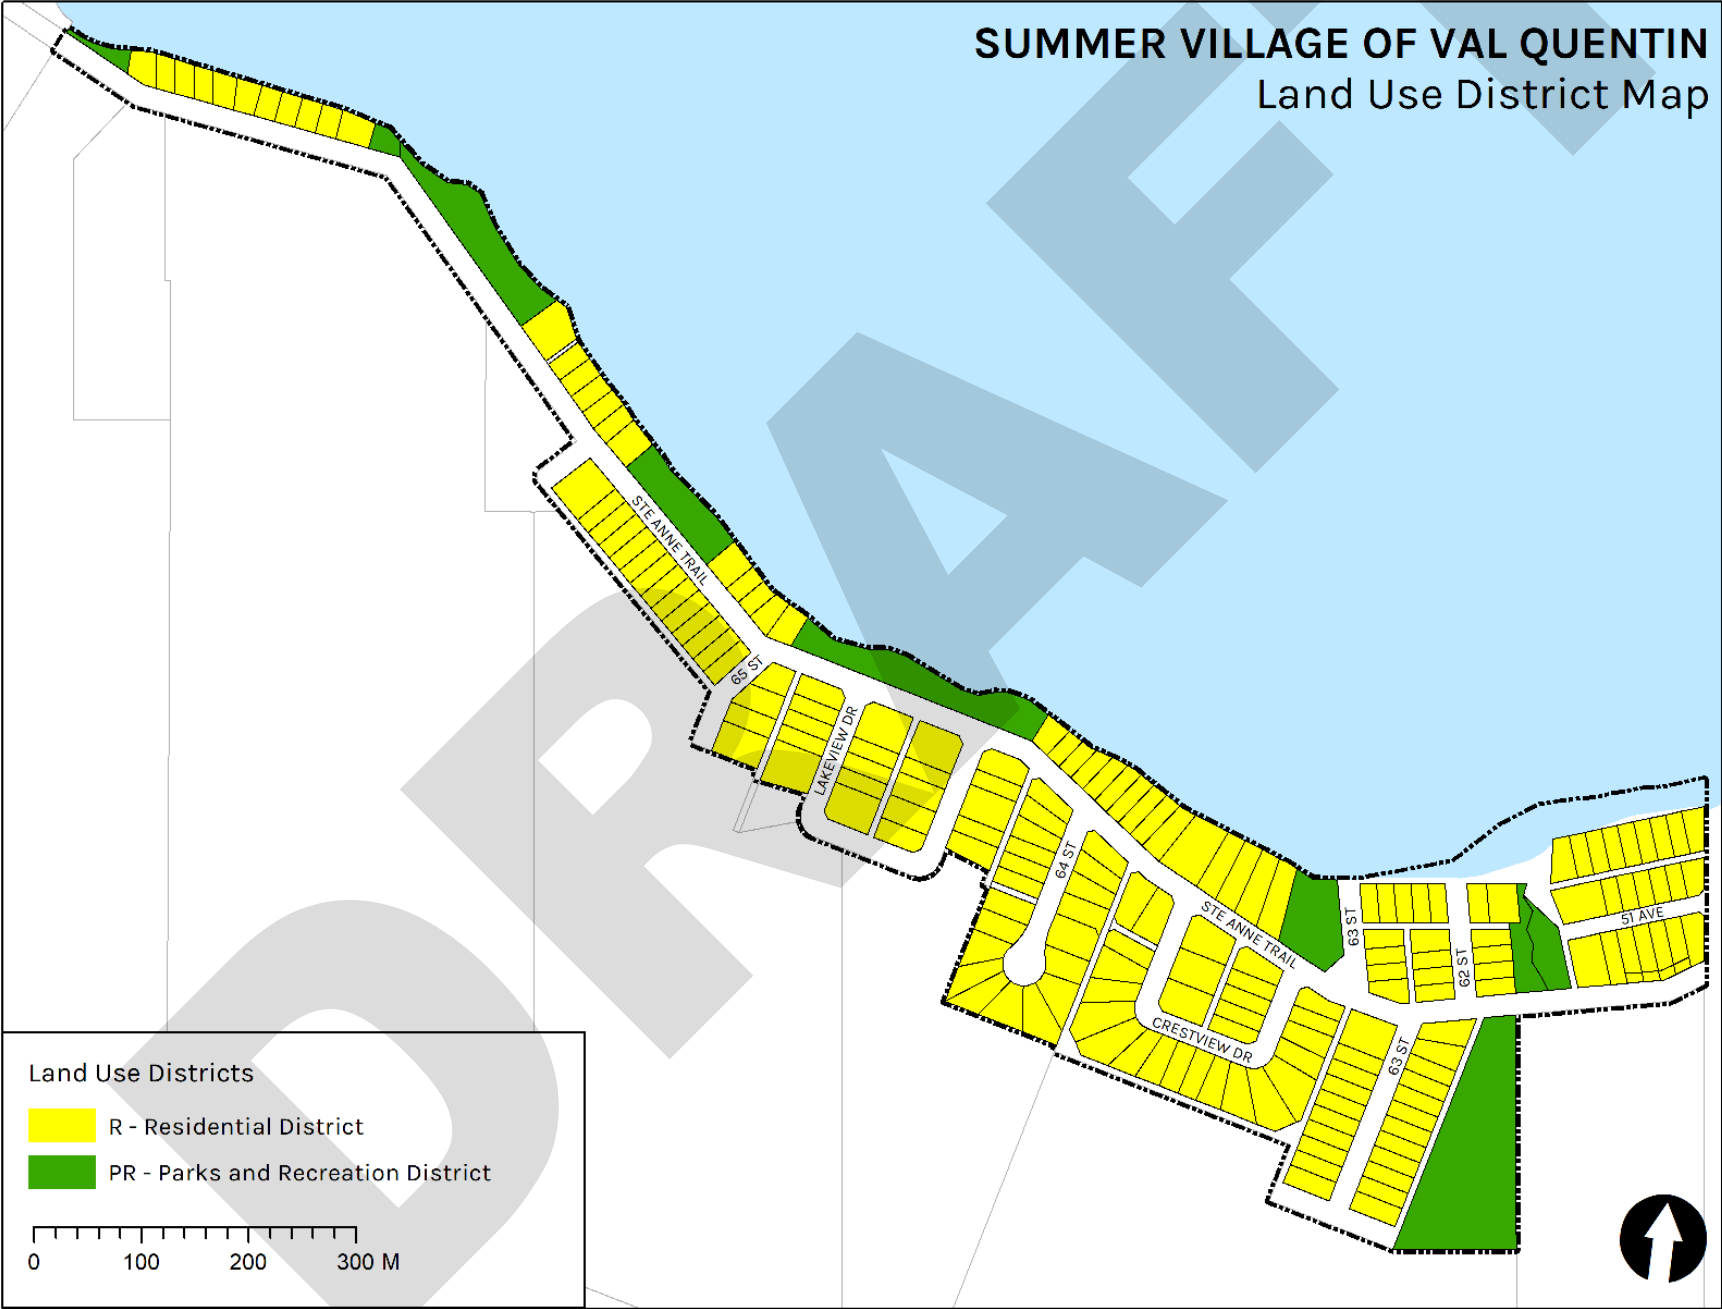 SUMMER VILLAGE OF VAL QUENTIN
Land Use District Map
DRAFT
STE ANNE TRAIL
65 ST
LAKEVIEW DR
64 ST
STE ANNE TRAIL
63 ST
62 ST
51 AVE
CRESTVIEW DR
63 ST
Land Use Districts
R - Residential District
PR - Parks and Recreation District
0 100 200 300 M